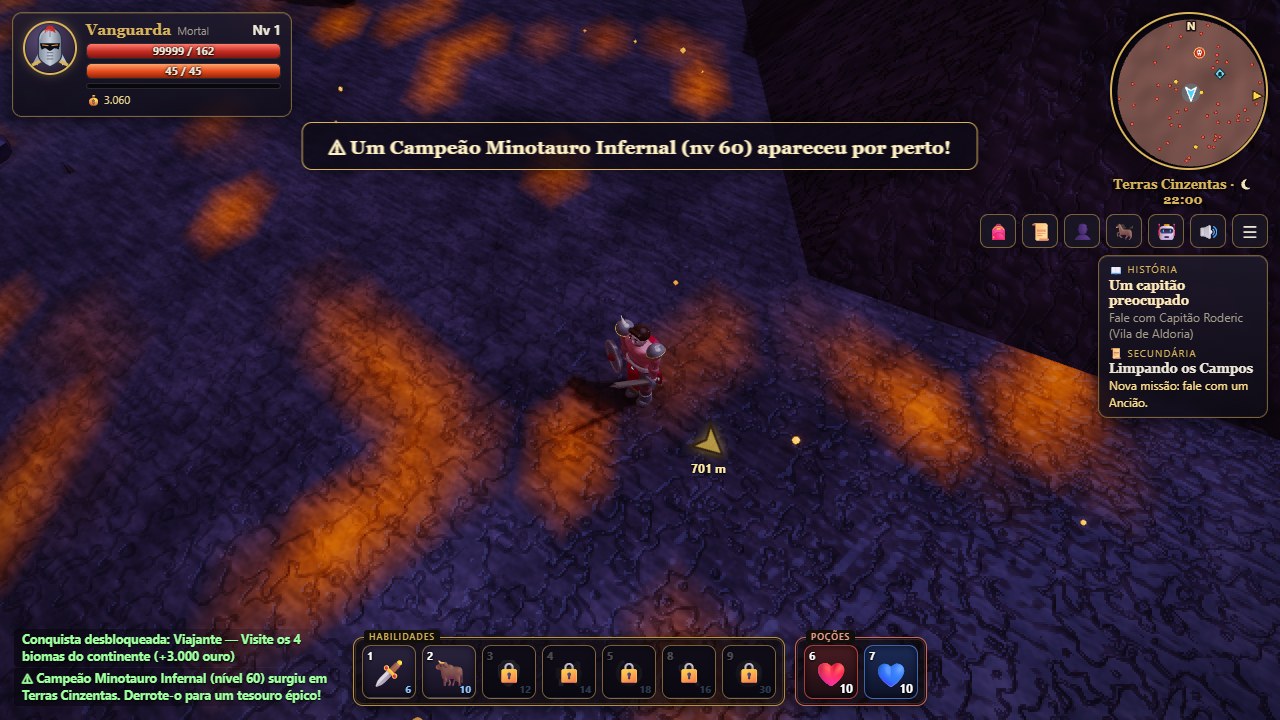 Vanguarda Mortal Nv 1
99999 / 162
45 / 45
3.060
⚠ Um Campeão Minotauro Infernal (nv 60) apareceu por perto!
N
Terras Cinzentas ·
22:00
HISTÓRIA
Um capitão
preocupado
Fale com Capitão Roderic
(Vila de Aldoria)
SECUNDÁRIA
Limpando os Campos
Nova missão: fale com um
Ancião.
701 m
Conquista desbloqueada: Viajante — Visite os 4
biomas do continente (+3.000 ouro)
⚠ Campeão Minotauro Infernal (nível 60) surgiu em
Terras Cinzentas. Derrote-o para um tesouro épico!
HABILIDADES
1 2 3 4 5 8 9
6 10 12 14 18 16 30
POÇÕES
6 7
10 10